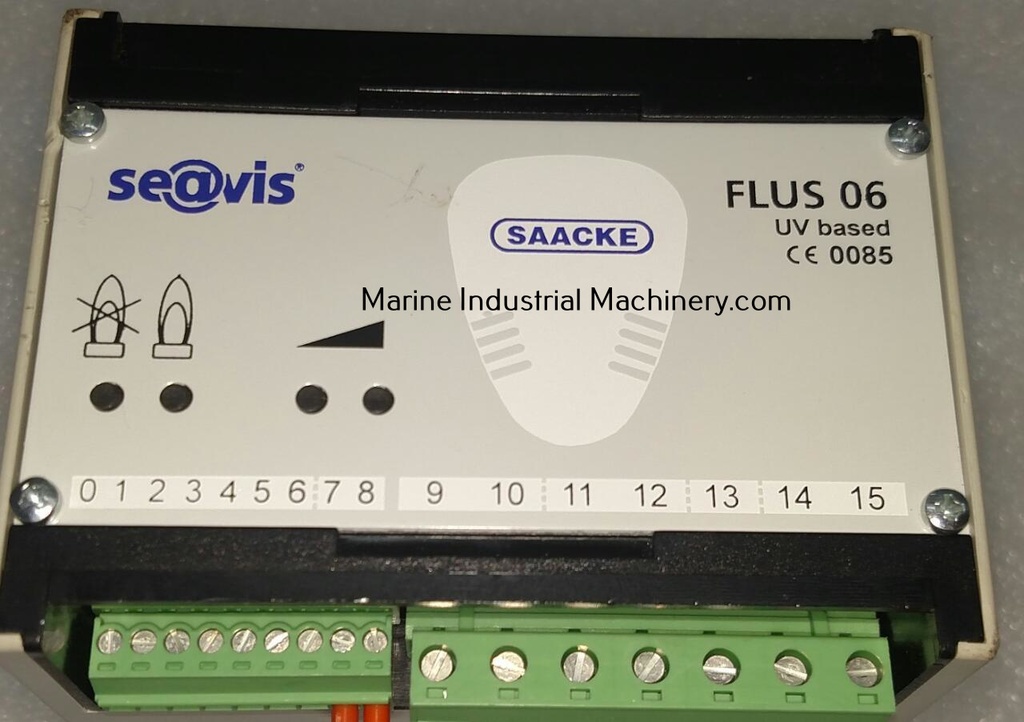 se@vis®
FLUS 06
SAACKE
UV based
CE 0085
Marine Industrial Machinery.com
0 1 2 3 4 5 6 7 8 9 10 11 12 13 14 15